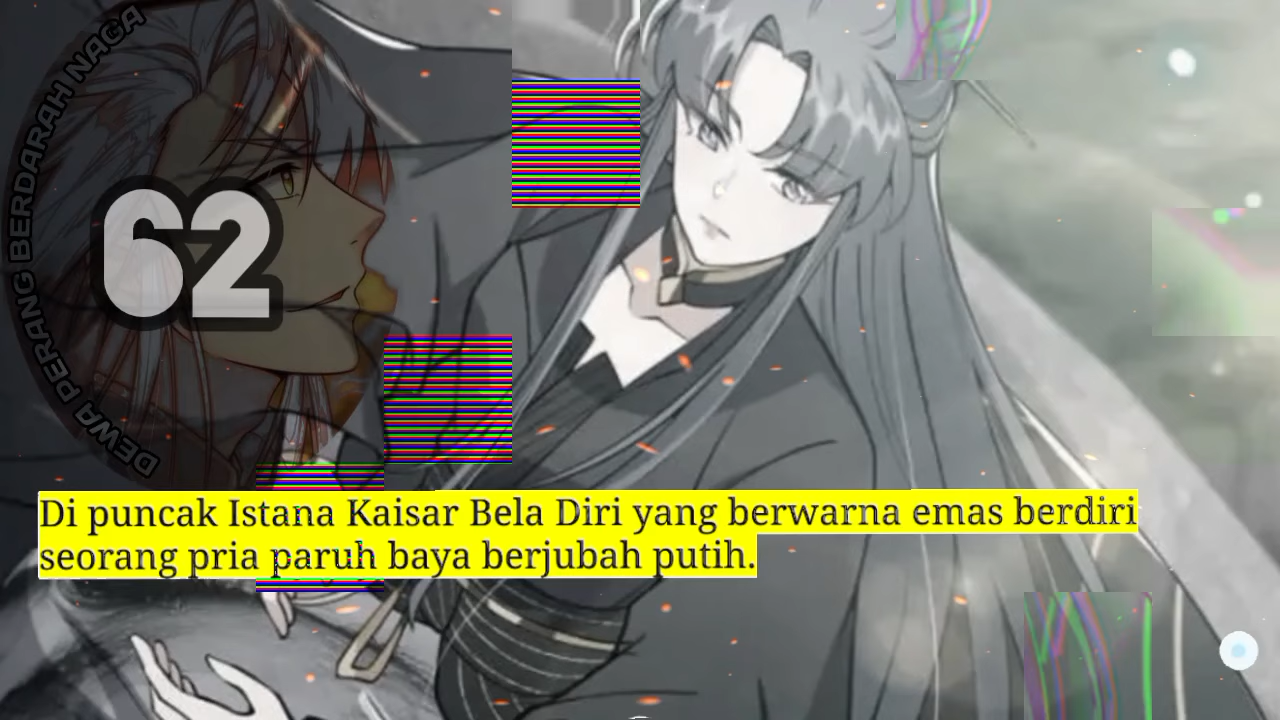 DEWA PERANG BERDARAH NAGA
62
Di puncak Istana Kaisar Bela Diri yang berwarna emas berdiri
seorang pria paruh baya berjubah putih.